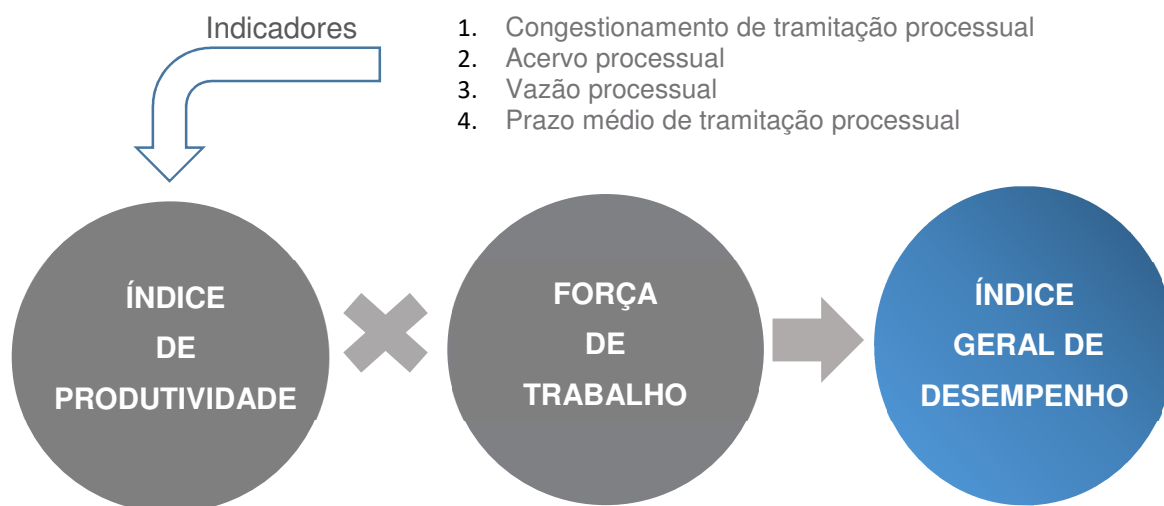 Indicadores
1. Congestionamento de tramitação processual
2. Acervo processual
3. Vazão processual
4. Prazo médio de tramitação processual
ÍNDICE
DE
PRODUTIVIDADE
FORÇA
DE
TRABALHO
ÍNDICE
GERAL DE
DESEMPENHO